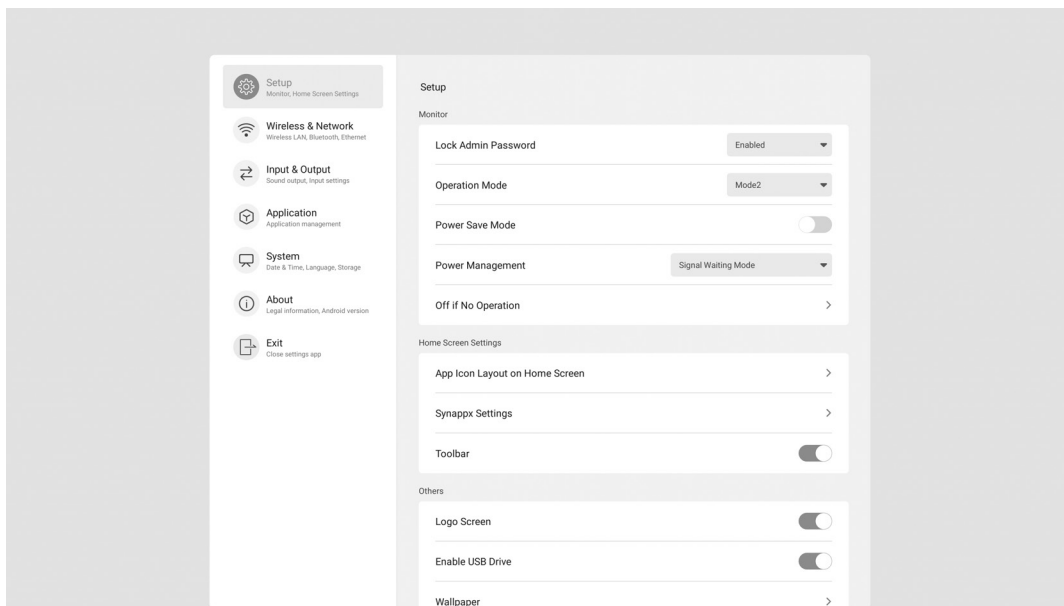 Setup
Monitor, Home Screen Settings
Wireless & Network
Wireless LAN, Bluetooth, Ethernet
Input & Output
Sound output, Input settings
Application
Application management
System
Date & Time, Language, Storage
About
Legal information, Android version
Exit
Close settings app
Setup
Monitor
Lock Admin Password Enabled
Operation Mode Mode2
Power Save Mode
Power Management Signal Waiting Mode
Off if No Operation
Home Screen Settings
App Icon Layout on Home Screen
Synappx Settings
Toolbar
Others
Logo Screen
Enable USB Drive
Wallpaper